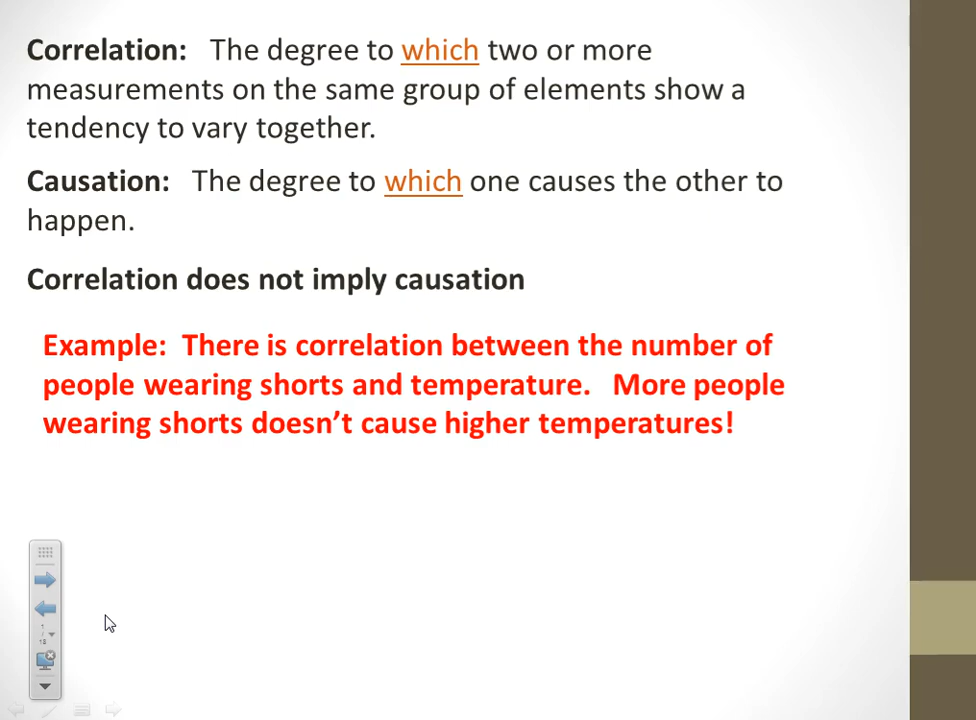 Correlation: The degree to which two or more
measurements on the same group of elements show a
tendency to vary together.
Causation: The degree to which one causes the other to
happen.
Correlation does not imply causation
Example: There is correlation between the number of
people wearing shorts and temperature. More people
wearing shorts doesn't cause higher temperatures!